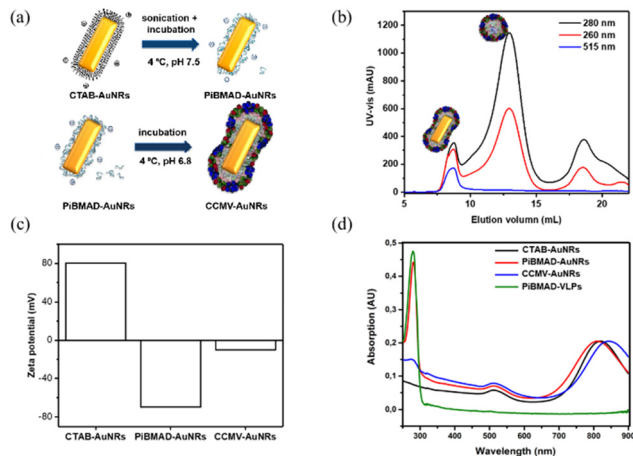 (a)
sonication +
incubation
4 ºC, pH 7.5
CTAB-AuNRs
PiBMAD-AuNRs
incubation
4 ºC, pH 6.8
PiBMAD-AuNRs
CCMV-AuNRs
(b)
280 nm
260 nm
515 nm
UV-vis (mAU)
1200
1000
800
600
400
200
0
5
10
15
20
Elution volumn (mL)
(c)
Zeta potential (mV)
80
40
0
-40
-80
CTAB-AuNRs
PiBMAD-AuNRs
CCMV-AuNRs
(d)
CTAB-AuNRs
PiBMAD-AuNRs
CCMV-AuNRs
PiBMAD-VLPs
Absorption (AU)
0,5
0,4
0,3
0,2
0,1
0,0
300
400
500
600
700
800
900
Wavelength (nm)